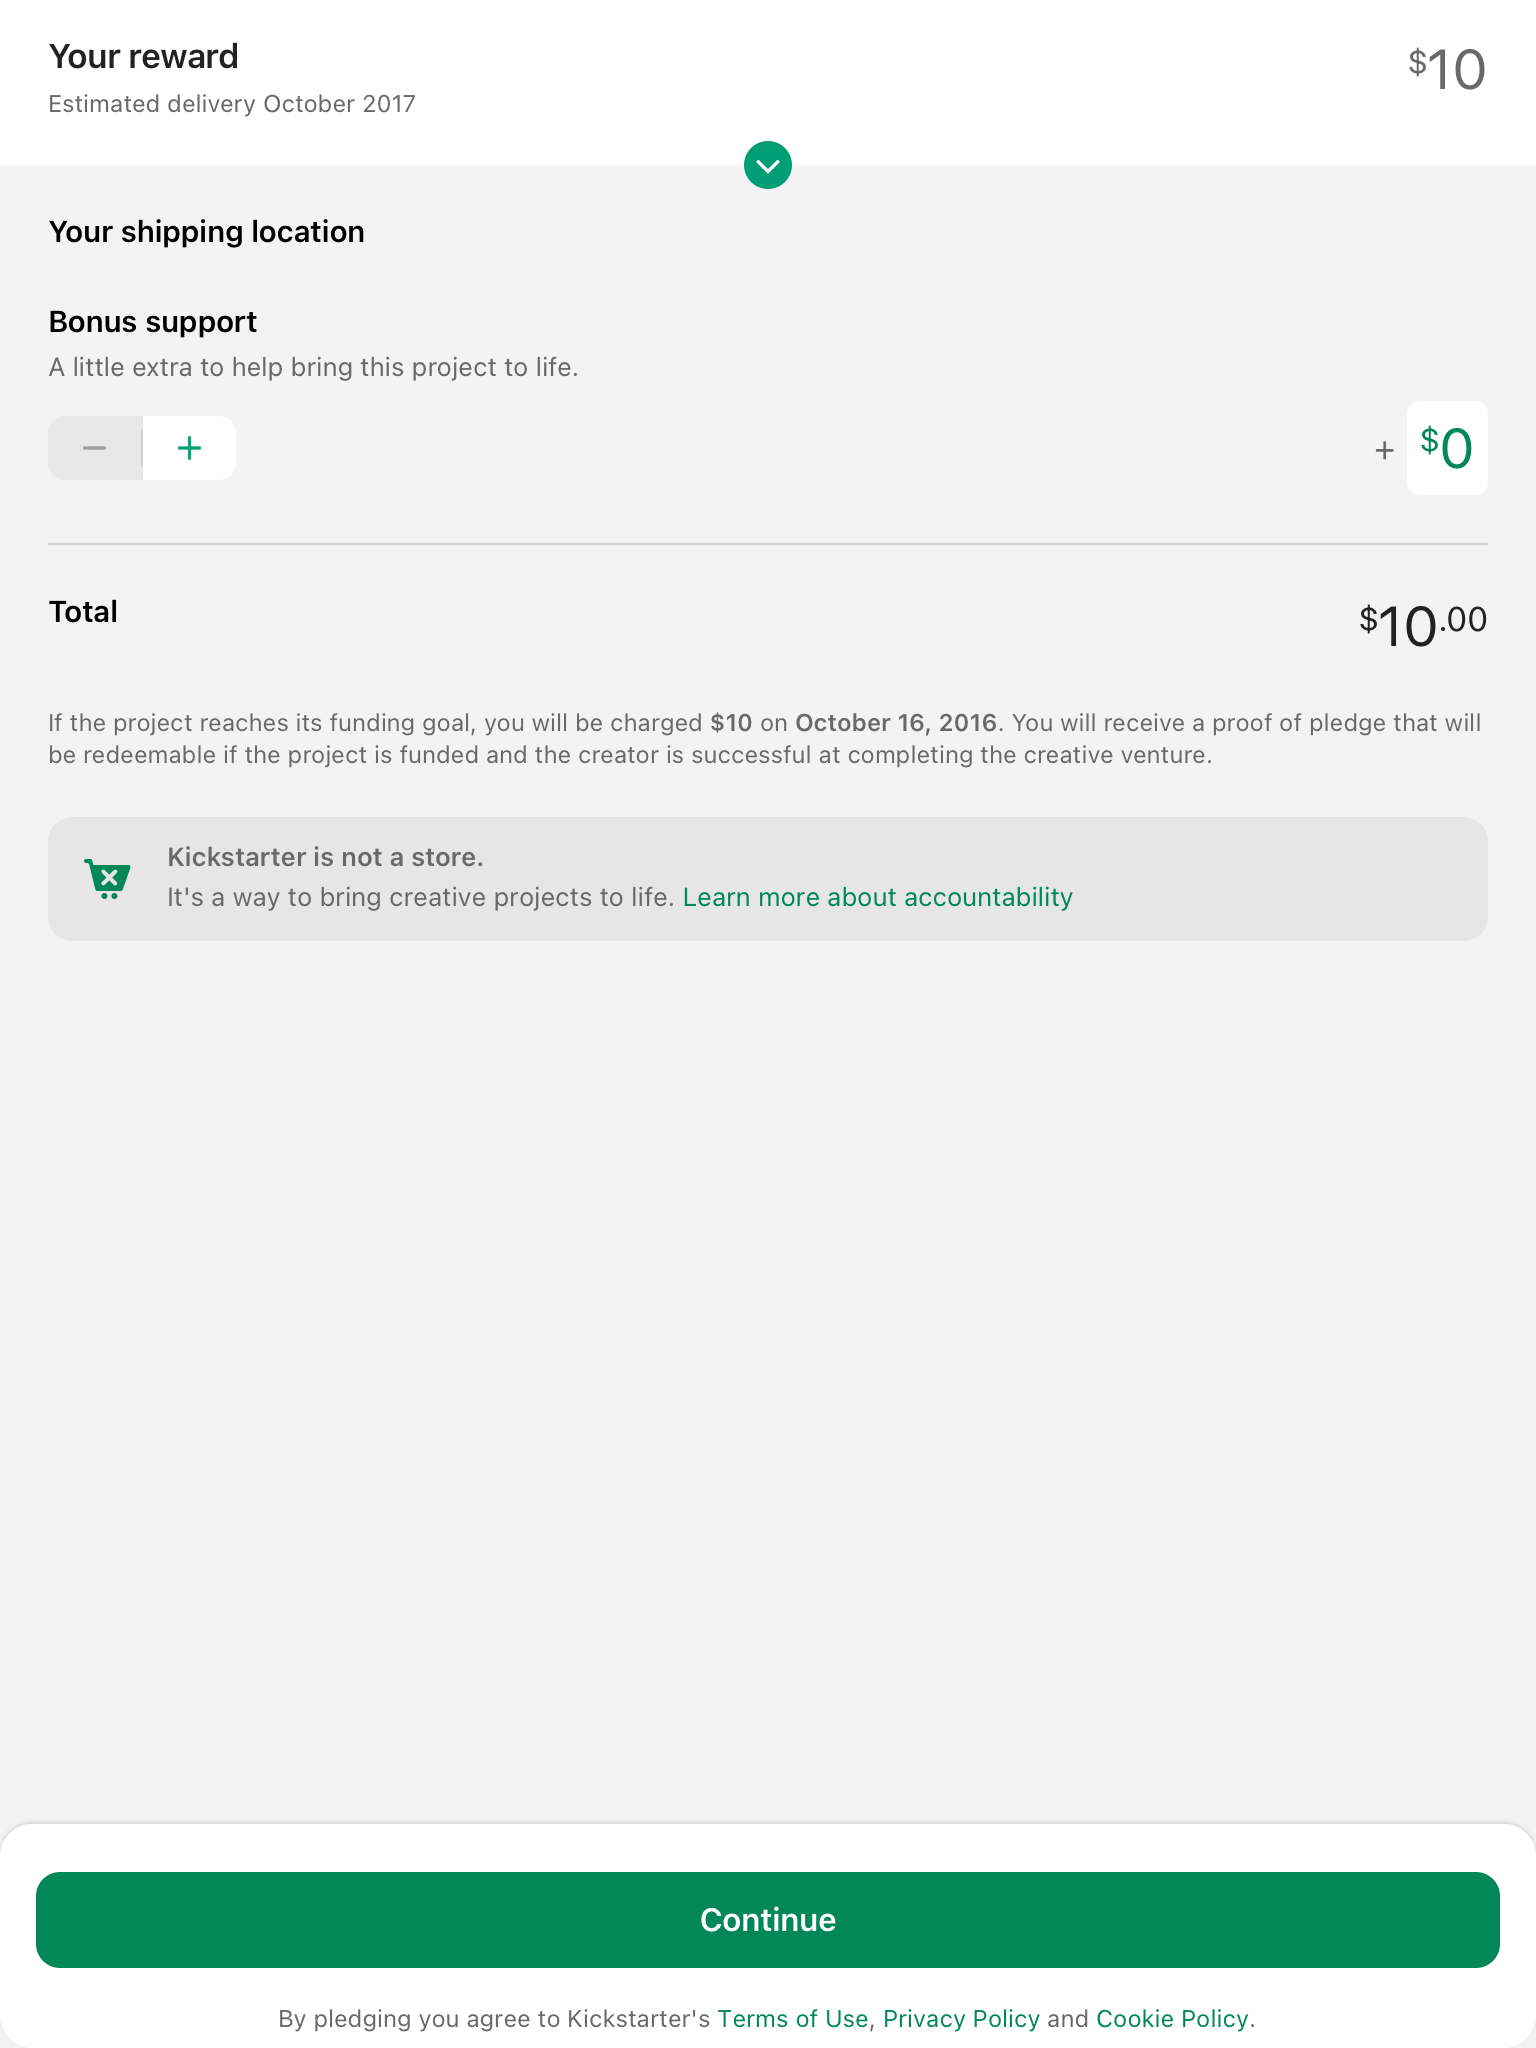 Your reward
$10
Estimated delivery October 2017
Your shipping location
Bonus support
A little extra to help bring this project to life.
+ $0
Total
$10.00
If the project reaches its funding goal, you will be charged $10 on October 16, 2016. You will receive a proof of pledge that will
be redeemable if the project is funded and the creator is successful at completing the creative venture.
Kickstarter is not a store.
It's a way to bring creative projects to life. Learn more about accountability
Continue
By pledging you agree to Kickstarter's Terms of Use, Privacy Policy and Cookie Policy.